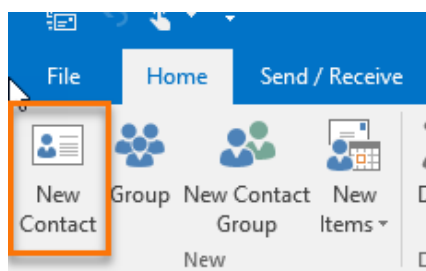 File Home Send / Receive
New Contact
Group
New Contact Group
New Items
New